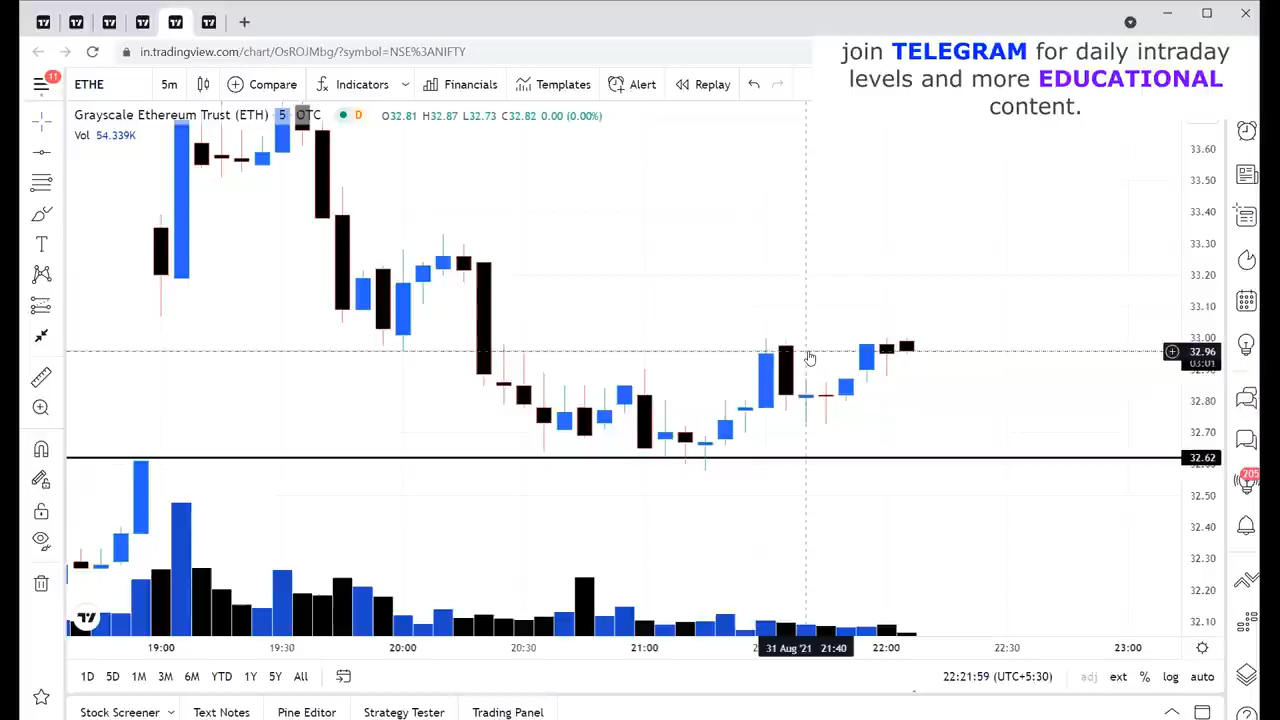 in.tradingview.com/chart/OsROJMbg/?symbol=NSE%3ANIFTY
join TELEGRAM for daily intraday
levels and more EDUCATIONAL
content.
11
ETHE 5m Compare Indicators Financials Templates Alert Replay
Grayscale Ethereum Trust (ETH) 5 OTC D O32.81 H32.87 L32.73 C32.82 0.00 (0.00%)
Vol 54.339K
33.60
33.50
33.40
33.30
33.20
33.10
33.00
32.96
03:01
32.80
32.70
32.62
205
32.50
32.40
32.30
32.20
32.10
19:00 19:30 20:00 20:30 21:00 31 Aug '21 21:40 22:00 22:30 23:00
1D 5D 1M 3M 6M YTD 1Y 5Y All 22:21:59 (UTC+5:30) adj ext % log auto
Stock Screener Text Notes Pine Editor Strategy Tester Trading Panel